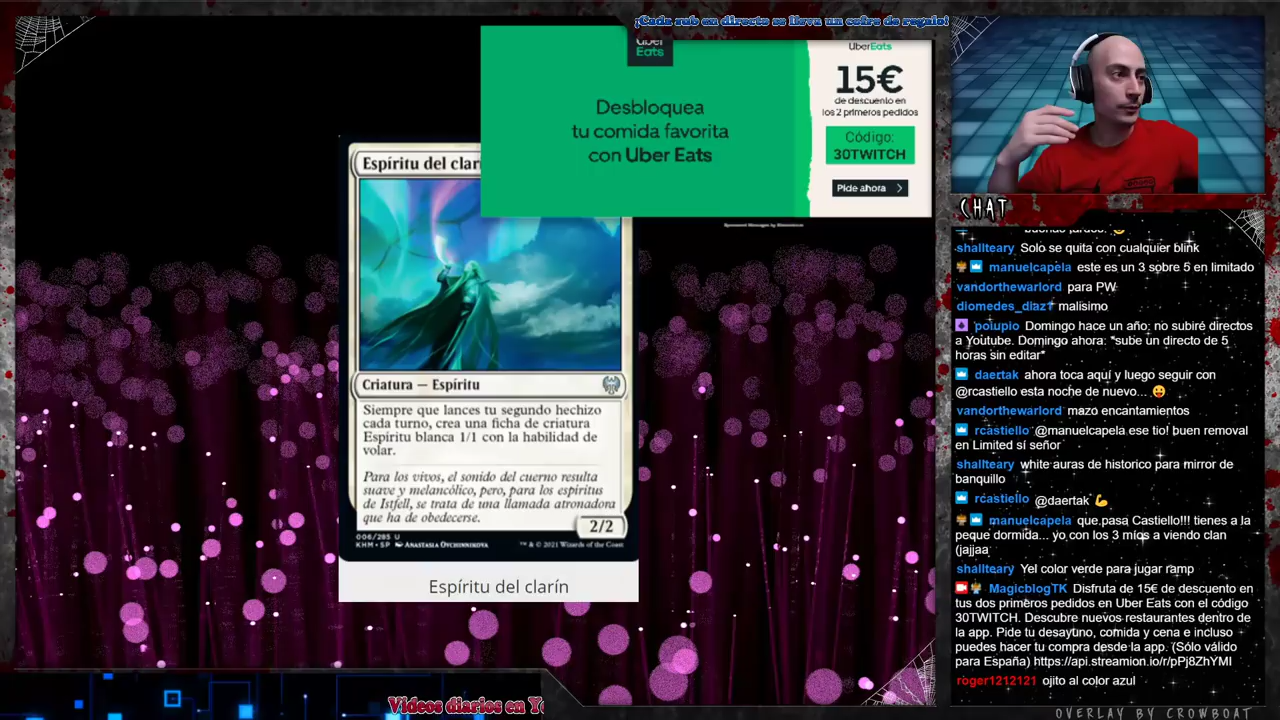 ¡Cada sub en directo se lleva un cofre de regalo!
Uber
Eats
Desbloquea
tu comida favorita
con Uber Eats
UberEats
15€
de descuento en
los 2 primeros pedidos
Código:
30TWITCH
Pide ahora
Sponsored Messages by Streamion
Espíritu del clar
Criatura — Espíritu
Siempre que lances tu segundo hechizo
cada turno, crea una ficha de criatura
Espíritu blanca 1/1 con la habilidad de
volar.
Para los vivos, el sonido del cuerno resulta
suave y melancólico, pero, para los espíritus
de Istfell, se trata de una llamada atronadora
que ha de obedecerse.
2/2
006/285 U
KHM • SP ANASTASIA OVCHINNIKOVA
™ & © 2021 Wizards of the Coast
Espíritu del clarín
Videos diarios en Y
CHAT
shallteary Solo se quita con cualquier blink
manuelcapela este es un 3 sobre 5 en limitado
vandorthewarlord para PW
diomedes_diaz1 malisimo
polupio Domingo hace un año: no subiré directos
a Youtube. Domingo ahora: *sube un directo de 5
horas sin editar*
daertak ahora toca aquí y luego seguir con
@rcastiello esta noche de nuevo... 😛
vandorthewarlord mazo encantamientos
rcastiello @manuelcapela ese tio! buen removal
en Limited sí señor
shallteary white auras de historico para mirror de
banquillo
rcastiello @daertak 💪
manuelcapela que pasa Castiello!!! tienes a la
peque dormida... yo con los 3 mios a viendo clan
(jajjaa
shallteary Yel color verde para jugar ramp
MagicblogTK Disfruta de 15€ de descuento en
tus dos primeros pedidos en Uber Eats con el código
30TWITCH. Descubre nuevos restaurantes dentro de
la app. Pide tu desayuno, comida y cena e incluso
puedes hacer tu compra desde la app. (Sólo válido
para España) https://api.streamion.io/r/pPj8ZhYMI
roger1212121 ojito al color azul
OVERLAY BY CROWBOAT